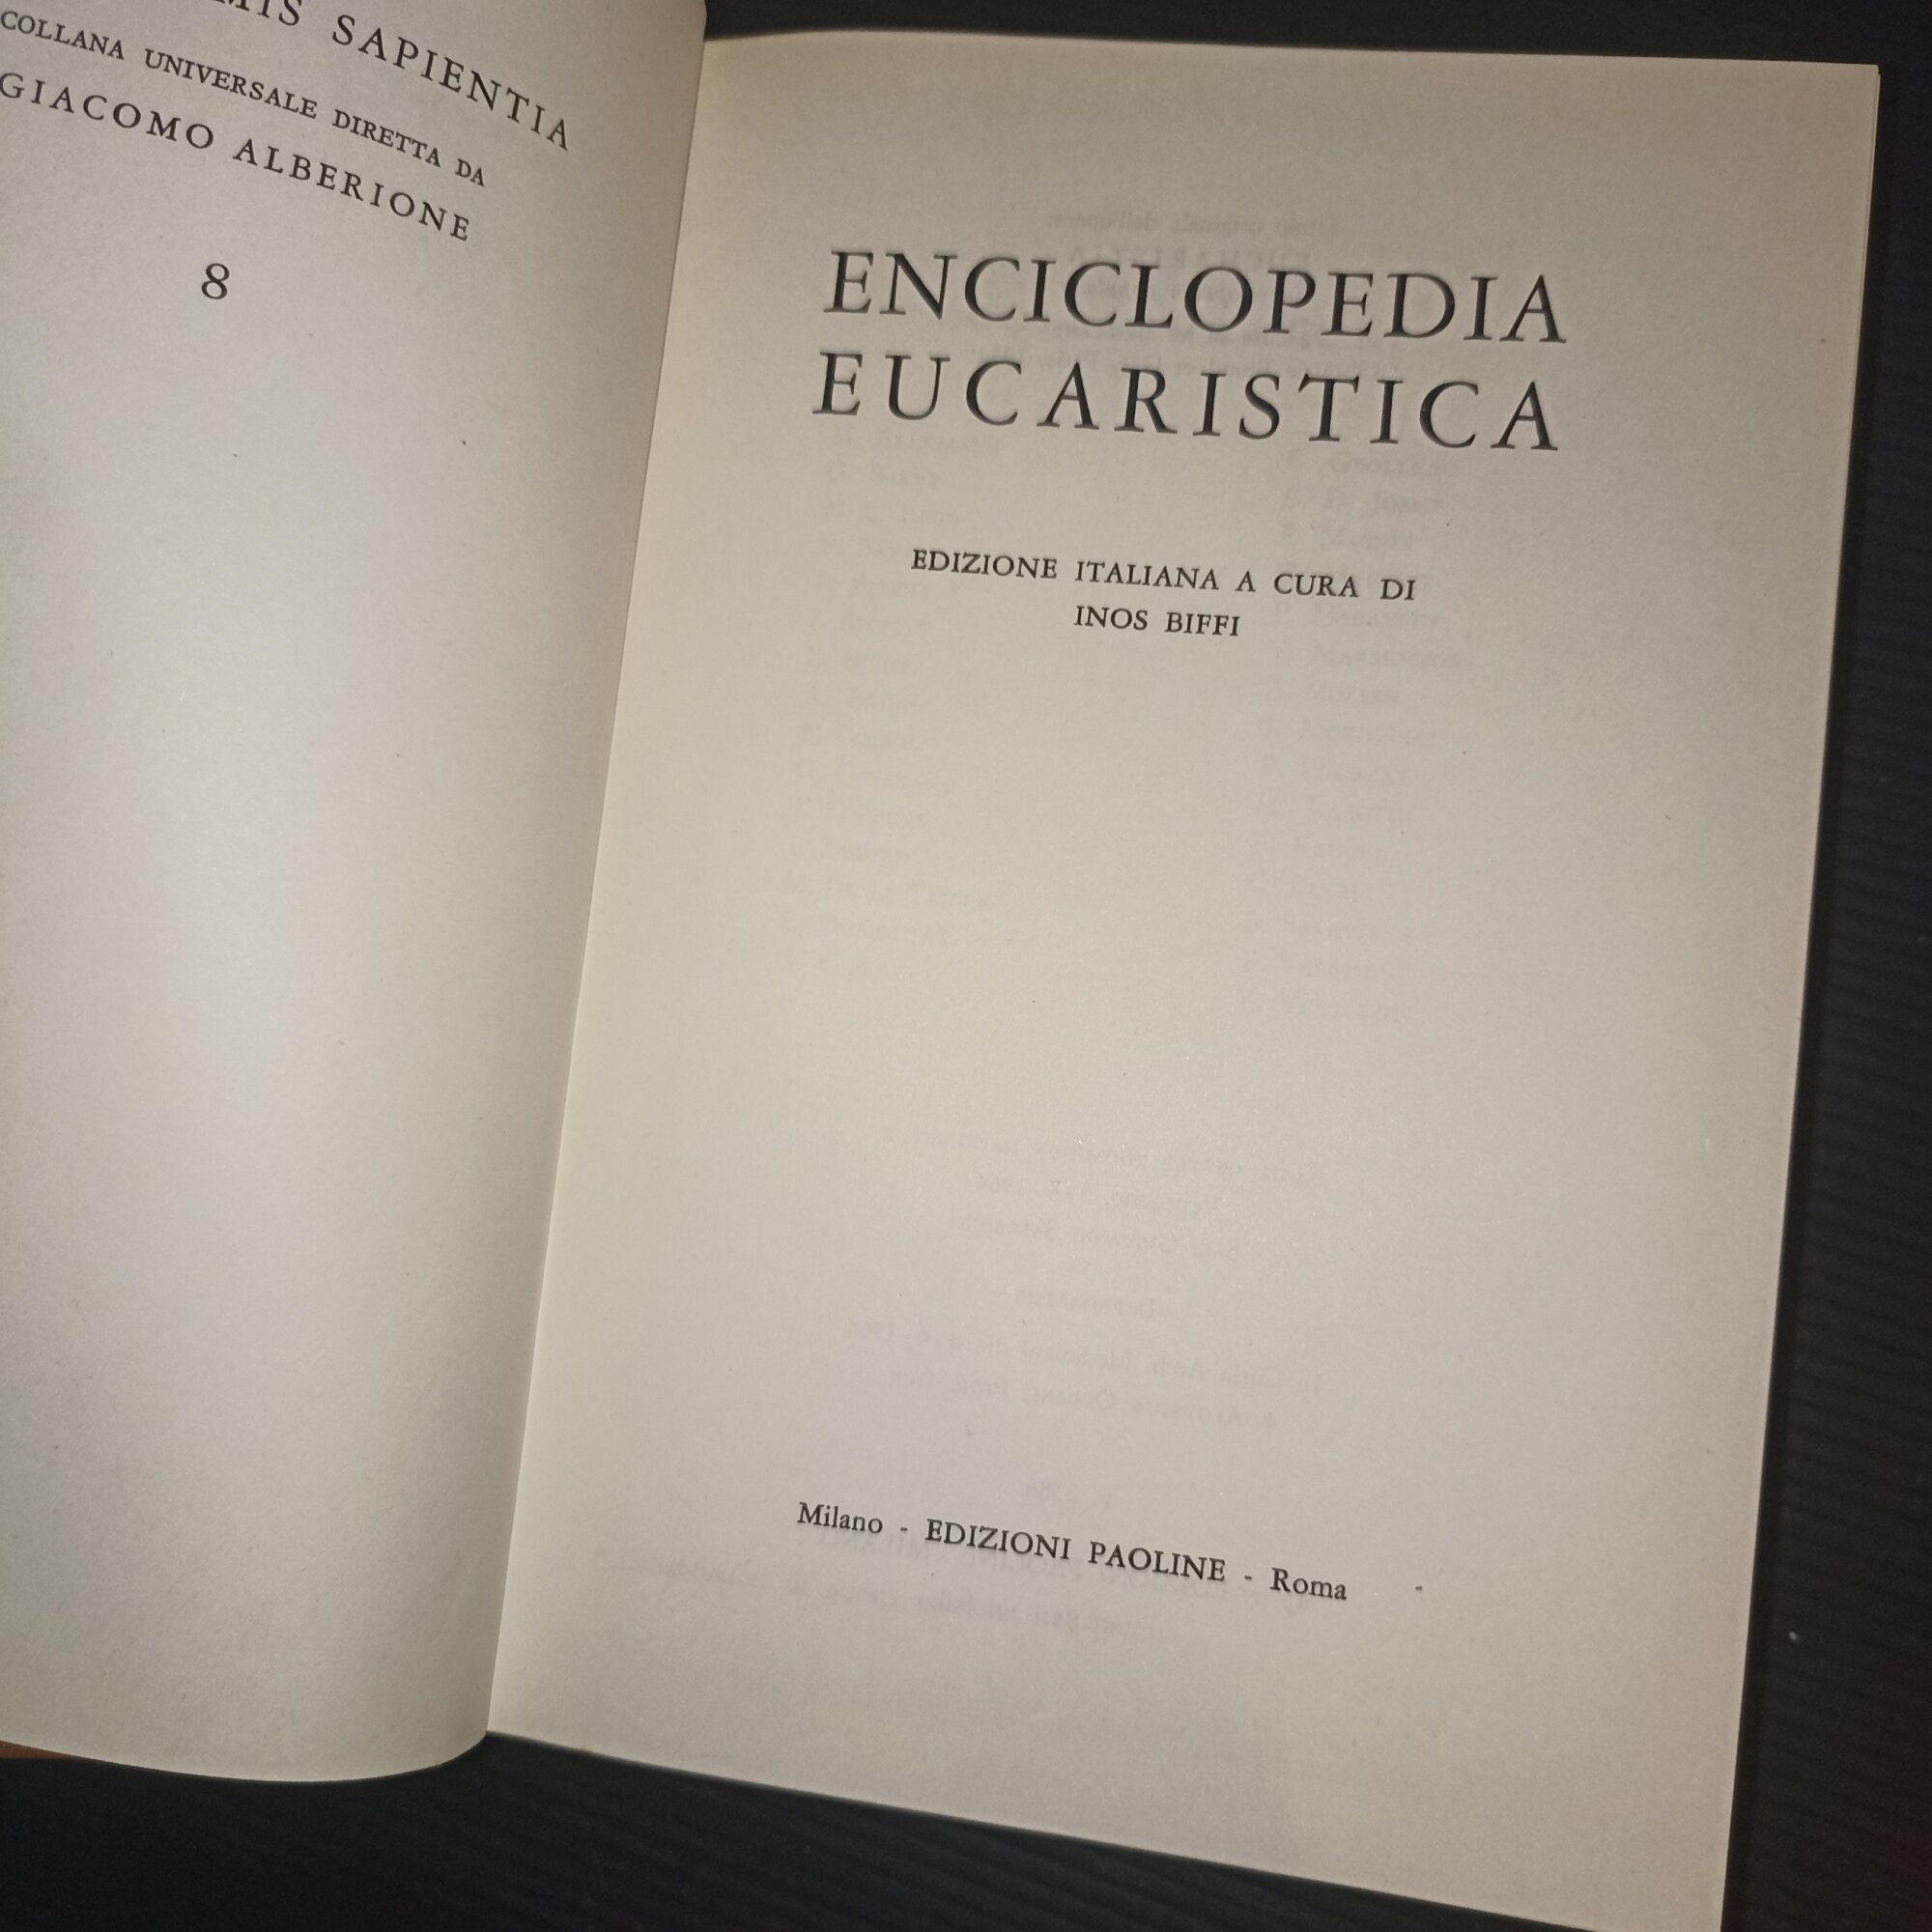 SAPIENTIA
COLLANA UNIVERSALE DIRETTA DA
GIACOMO ALBERIONE
8
ENCICLOPEDIA
EUCARISTICA
EDIZIONE ITALIANA A CURA DI
INOS BIFFI
Milano - EDIZIONI PAOLINE - Roma